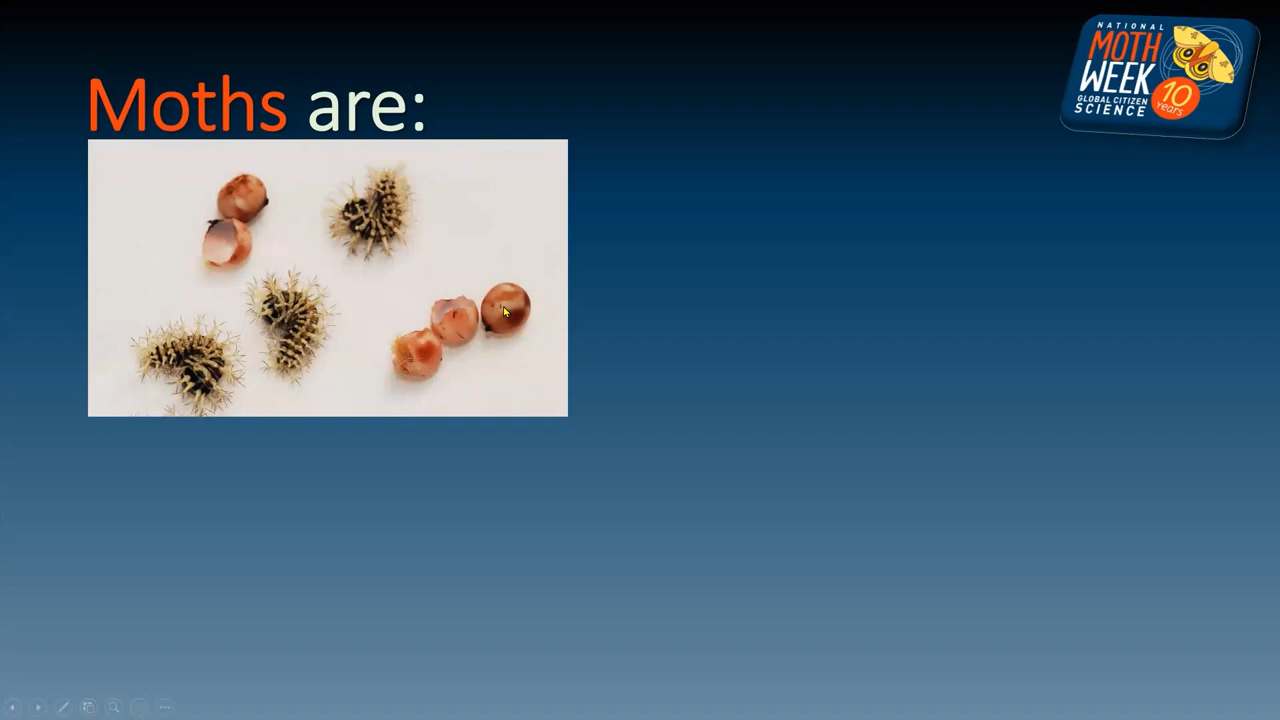 Moths are:
NATIONAL
MOTH
WEEK
GLOBAL CITIZEN
SCIENCE
10
years